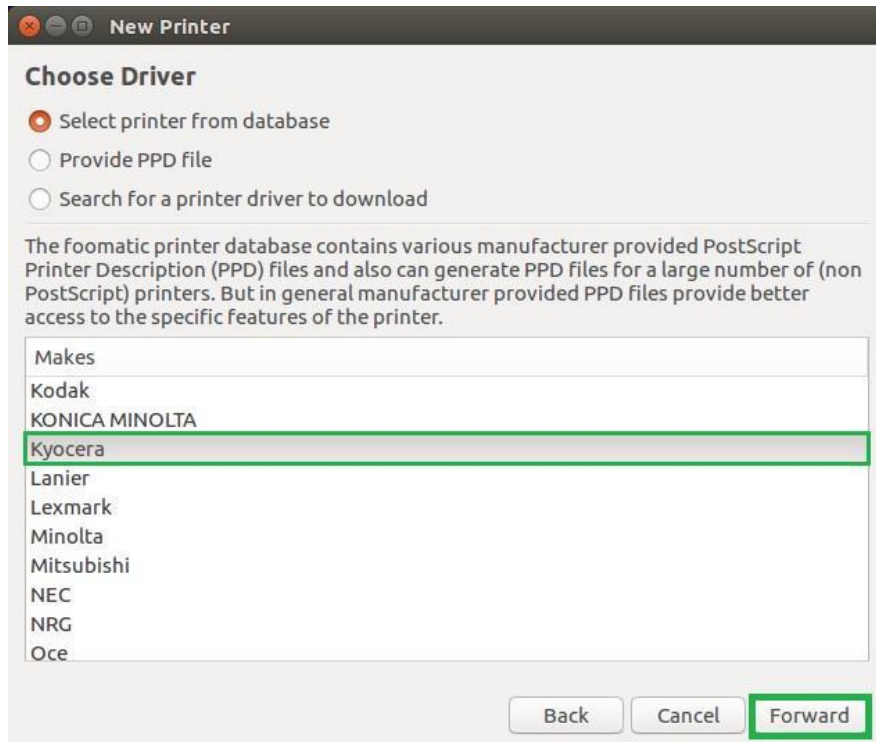 New Printer
Choose Driver
Select printer from database
Provide PPD file
Search for a printer driver to download
The foomatic printer database contains various manufacturer provided PostScript
Printer Description (PPD) files and also can generate PPD files for a large number of (non
PostScript) printers. But in general manufacturer provided PPD files provide better
access to the specific features of the printer.
Makes
Kodak
KONICA MINOLTA
Kyocera
Lanier
Lexmark
Minolta
Mitsubishi
NEC
NRG
Oce
Back Cancel Forward